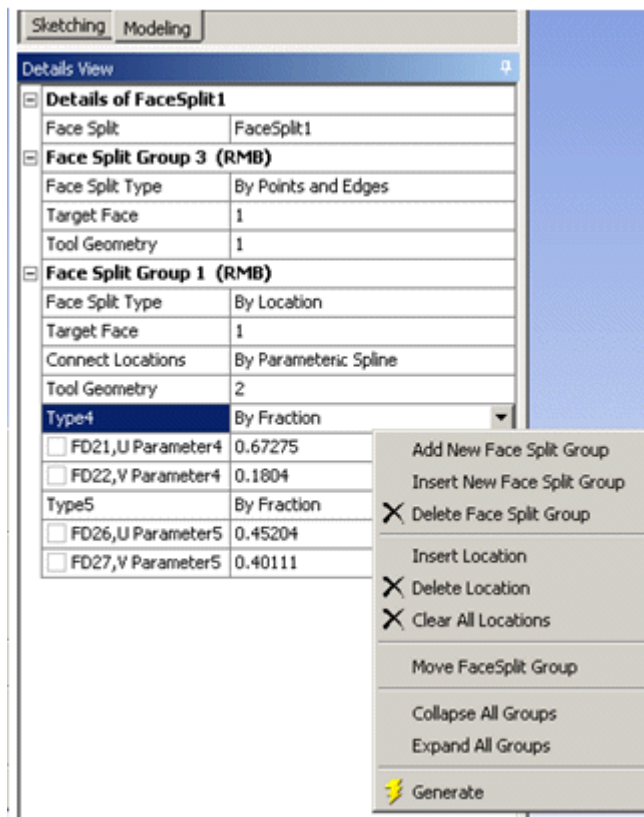 Sketching Modeling
Details View
Details of FaceSplit1
Face Split FaceSplit1
Face Split Group 3 (RMB)
Face Split Type By Points and Edges
Target Face 1
Tool Geometry 1
Face Split Group 1 (RMB)
Face Split Type By Location
Target Face 1
Connect Locations By Parameteric Spline
Tool Geometry 2
Type4 By Fraction
FD21,U Parameter4 0.67275
FD22,V Parameter4 0.1804
Type5 By Fraction
FD26,U Parameter5 0.45204
FD27,V Parameter5 0.40111
Add New Face Split Group
Insert New Face Split Group
Delete Face Split Group
Insert Location
Delete Location
Clear All Locations
Move FaceSplit Group
Collapse All Groups
Expand All Groups
Generate